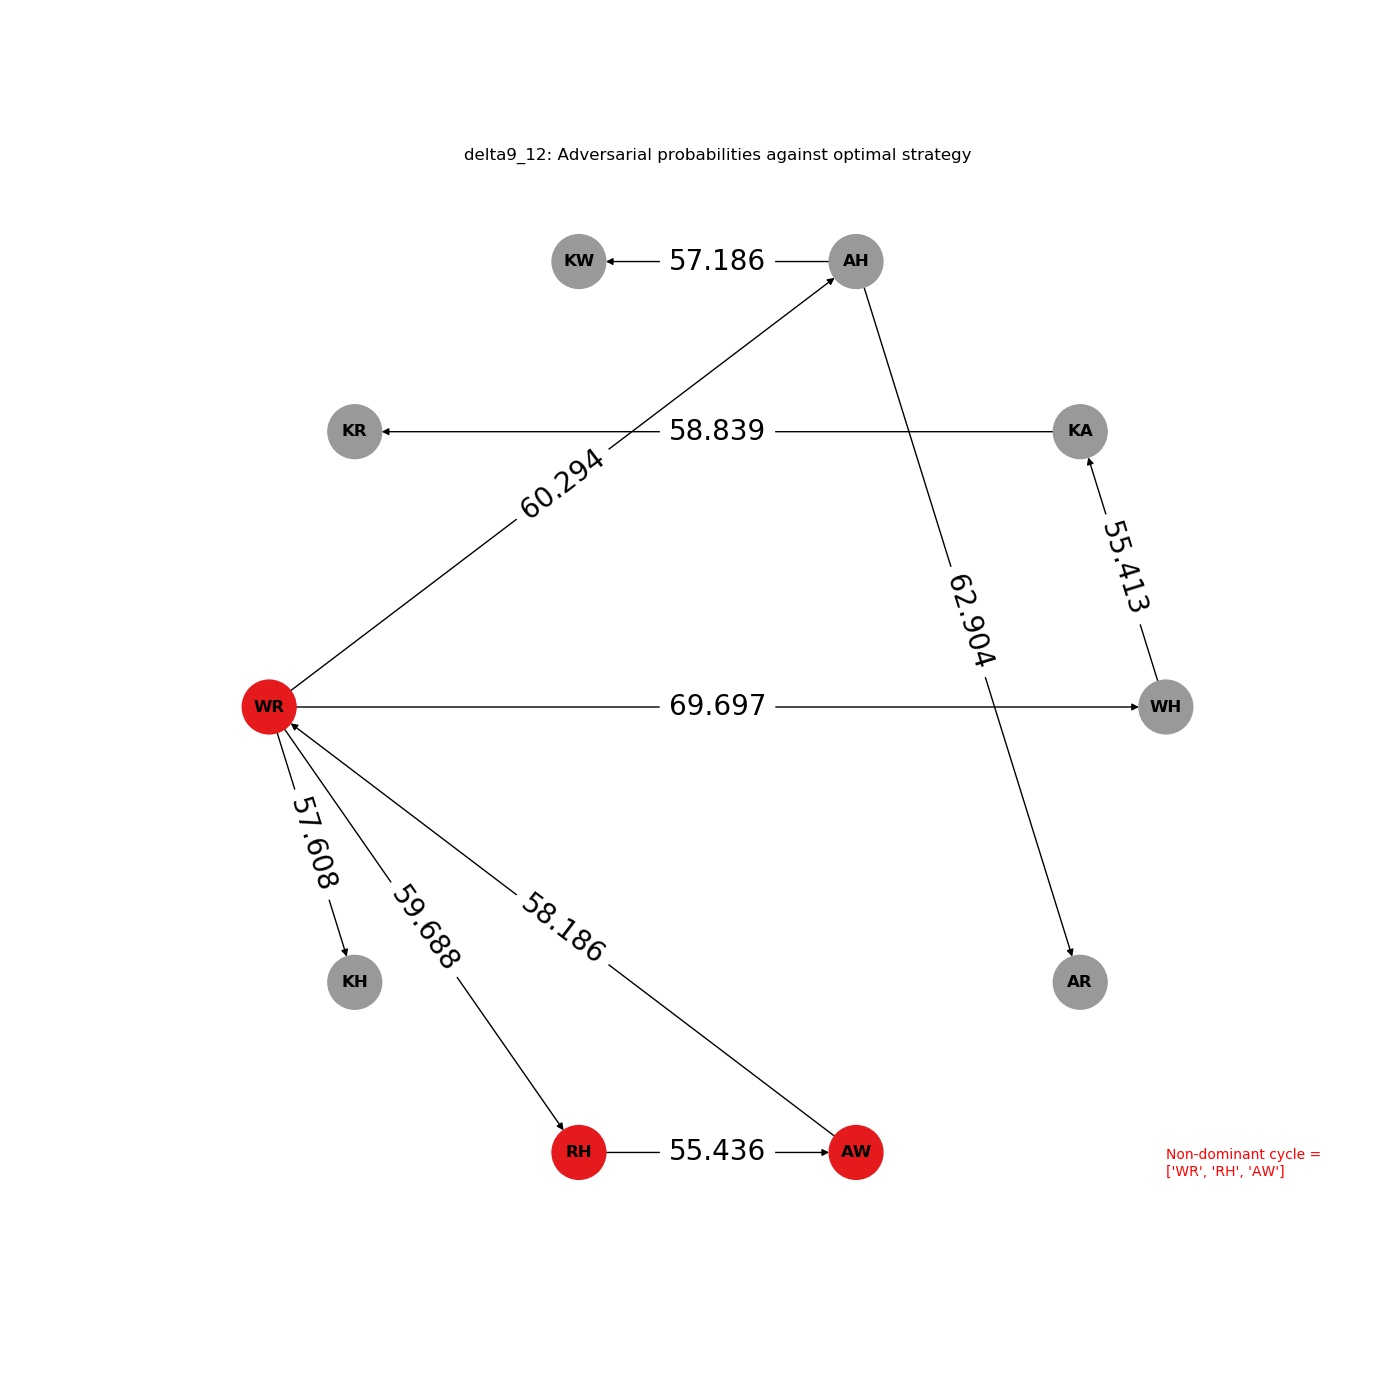 delta9_12: Adversarial probabilities against optimal strategy
KW
57.186
AH
KR
58.839
KA
60.294
55.413
62.904
WR
69.697
WH
57.608
59.688
58.186
KH
AR
RH
55.436
AW
Non-dominant cycle =
['WR', 'RH', 'AW']